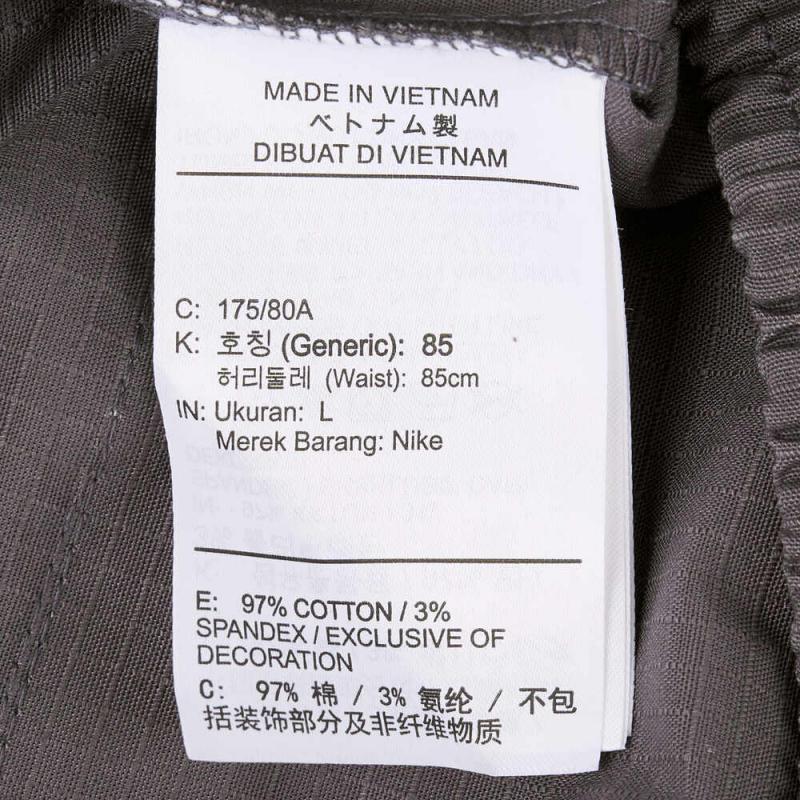 MADE IN VIETNAM
ベトナム製
DIBUAT DI VIETNAM
C: 175/80A
K: 호칭 (Generic): 85
허리둘레 (Waist): 85cm
IN: Ukuran: L
Merek Barang: Nike
E: 97% COTTON / 3%
SPANDEX / EXCLUSIVE OF
DECORATION
C: 97% 棉 / 3% 氨纶 / 不包
括装饰部分及非纤维物质